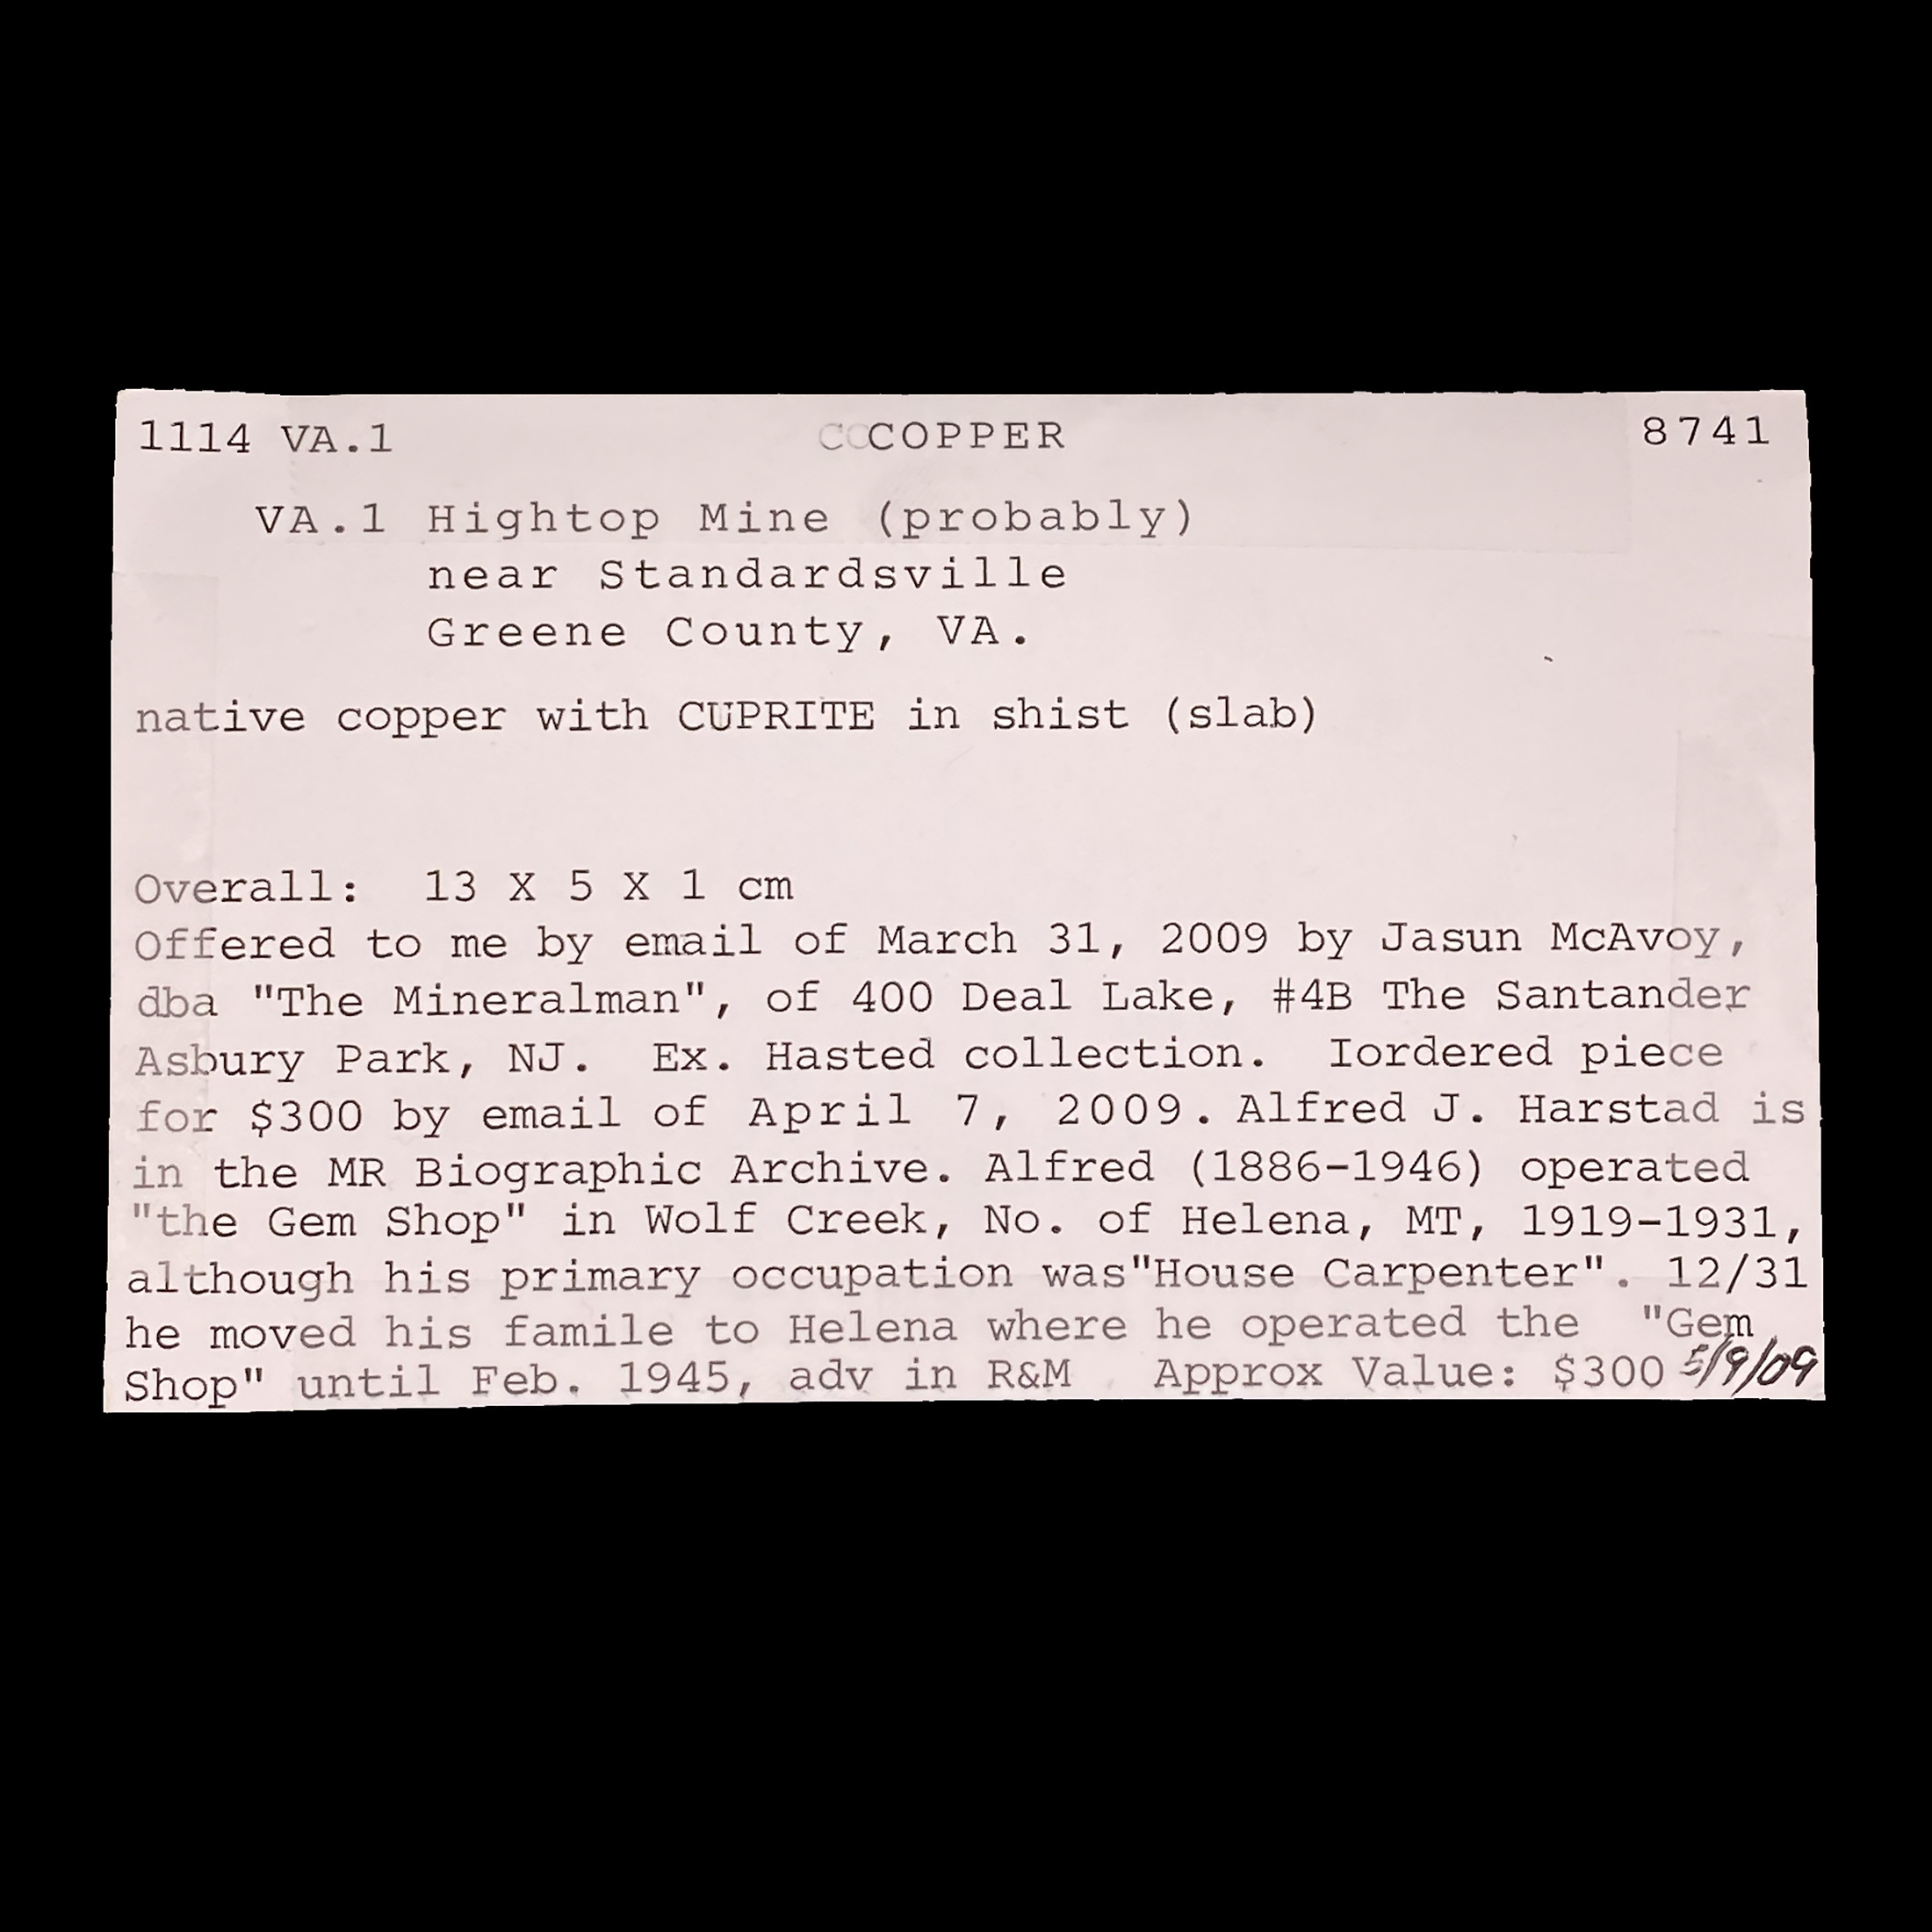 1114 VA.1 COPPER 8741
VA.1 Hightop Mine (probably)
near Standardsville
Greene County, VA.
native copper with CUPRITE in shist (slab)
Overall: 13 X 5 X 1 cm
Offered to me by email of March 31, 2009 by Jasun McAvoy,
dba "The Mineralman", of 400 Deal Lake, #4B The Santander
Asbury Park, NJ. Ex. Hasted collection. Iordered piece
for $300 by email of April 7, 2009. Alfred J. Harstad is
in the MR Biographic Archive. Alfred (1886-1946) operated
"the Gem Shop" in Wolf Creek, No. of Helena, MT, 1919-1931,
although his primary occupation was"House Carpenter". 12/31
he moved his famile to Helena where he operated the "Gem
Shop" until Feb. 1945, adv in R&M Approx Value: $300 5/9/09